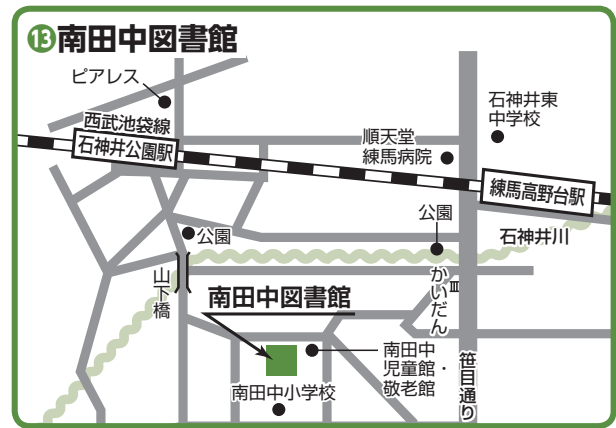 ⑬南田中図書館
ピアレス
西武池袋線
石神井公園駅
順天堂
練馬病院
石神井東
中学校
練馬高野台駅
公園
公園
石神井川
山下橋
かいだん
南田中図書館
南田中
児童館・
敬老館
笹目通り
南田中小学校